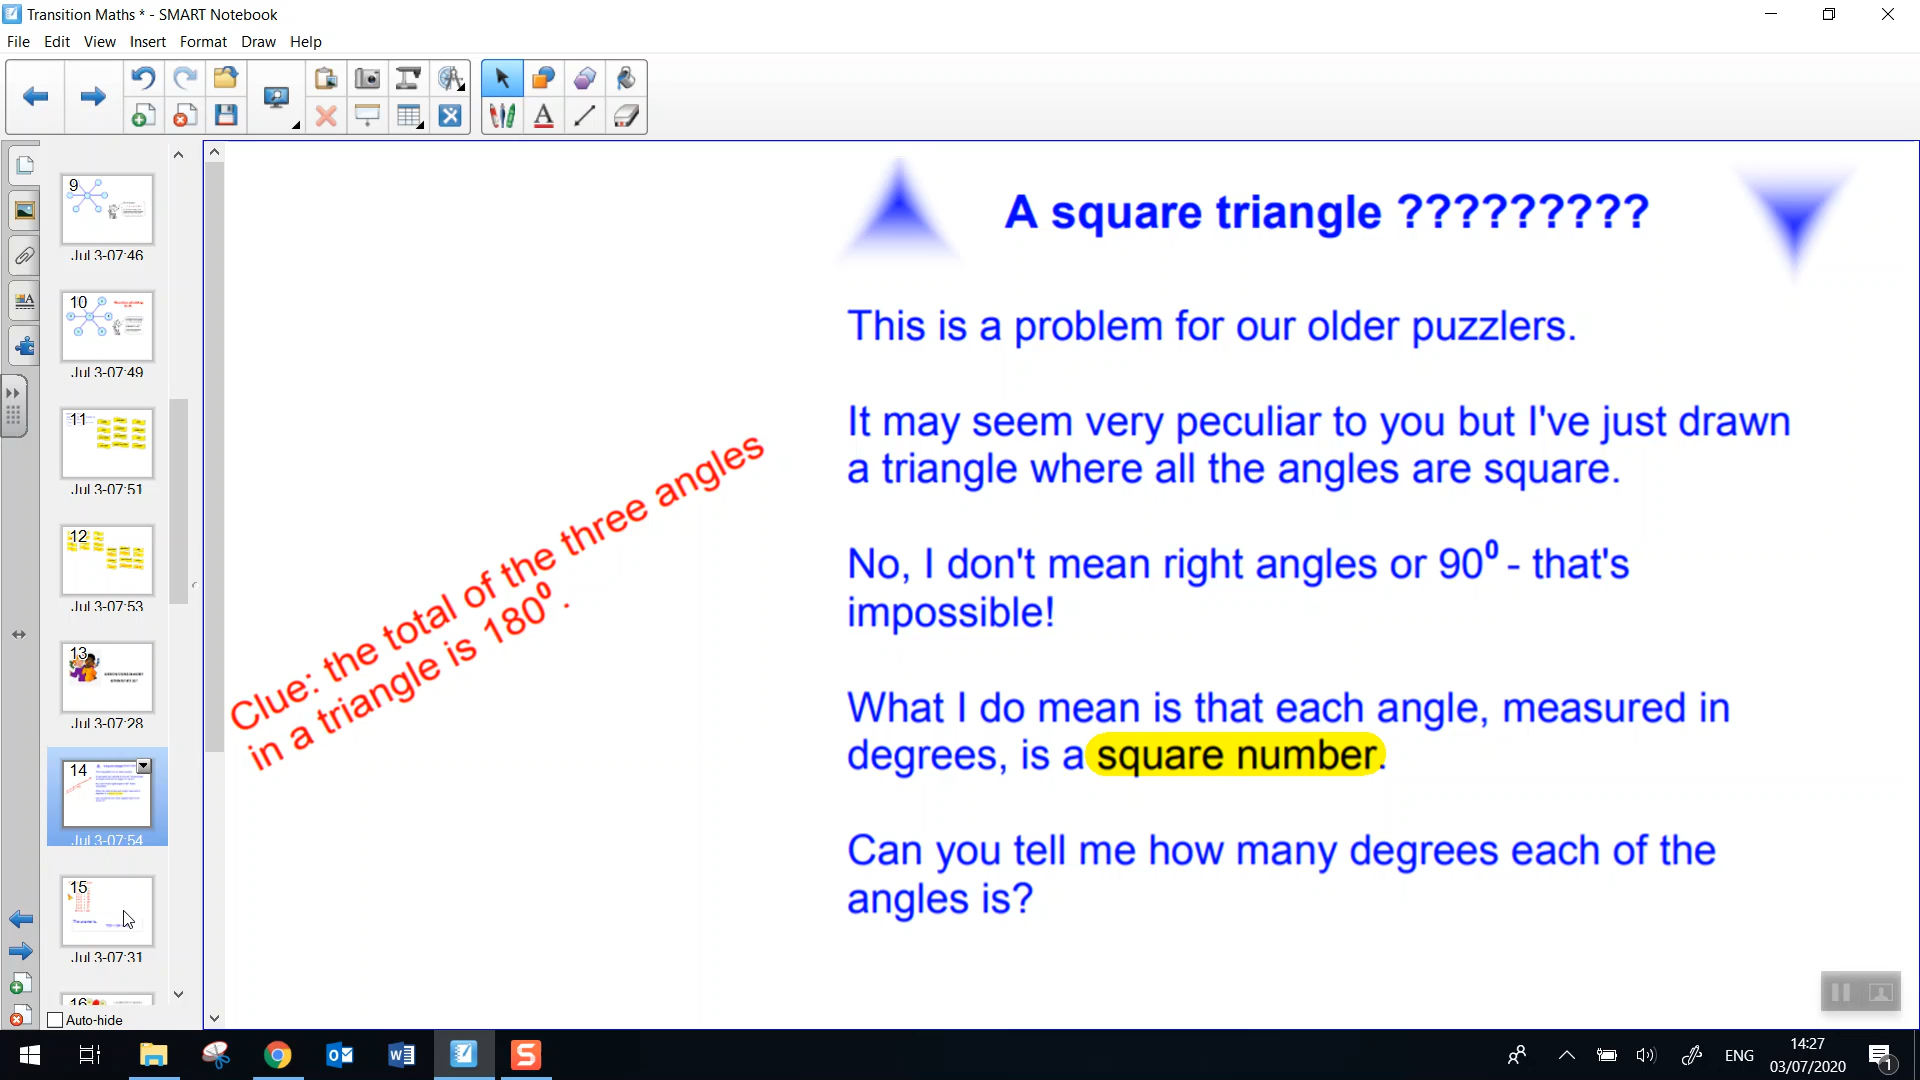 Transition Maths * - SMART Notebook
File Edit View Insert Format Draw Help
9
Jul 3-07:46
10
Jul 3-07:49
11
Jul 3-07:51
12
Jul 3-07:53
13
Jul 3-07:28
14
Jul 3-07:54
15
Jul 3-07:31
16
Auto-hide
A square triangle ?????????
This is a problem for our older puzzlers.
It may seem very peculiar to you but I've just drawn
a triangle where all the angles are square.
No, I don't mean right angles or 90⁰ - that's
impossible!
What I do mean is that each angle, measured in
degrees, is a square number.
Can you tell me how many degrees each of the
angles is?
Clue: the total of the three angles
in a triangle is 180⁰.
ENG
14:27
03/07/2020
1